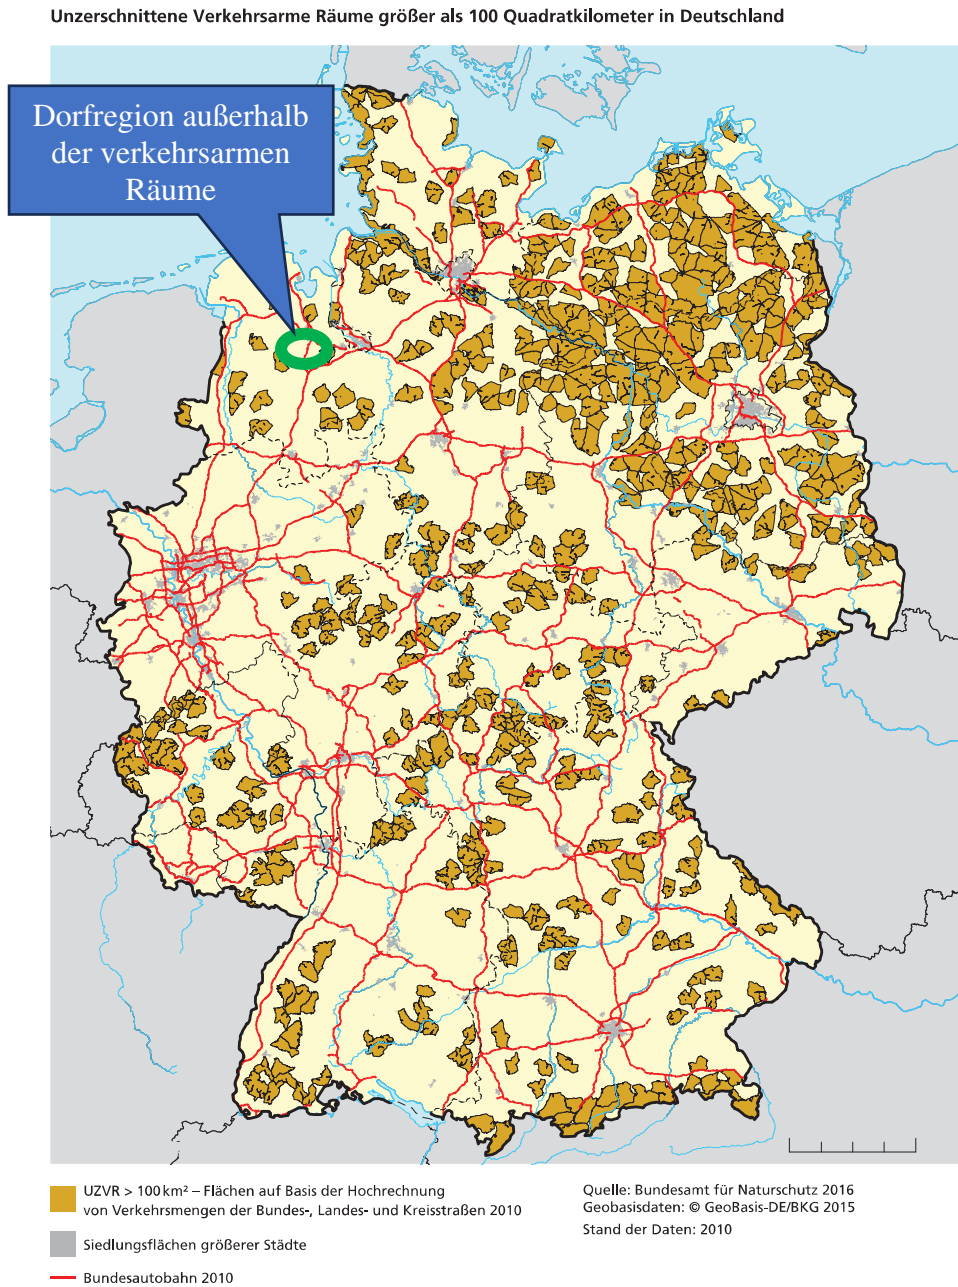 Unzerschnittene Verkehrsarme Räume größer als 100 Quadratkilometer in Deutschland
Dorfregion außerhalb
der verkehrsarmen
Räume
UZVR > 100 km² – Flächen auf Basis der Hochrechnung
von Verkehrsmengen der Bundes-, Landes- und Kreisstraßen 2010
Siedlungsflächen größerer Städte
Bundesautobahn 2010
Quelle: Bundesamt für Naturschutz 2016
Geobasisdaten: © GeoBasis-DE/BKG 2015
Stand der Daten: 2010